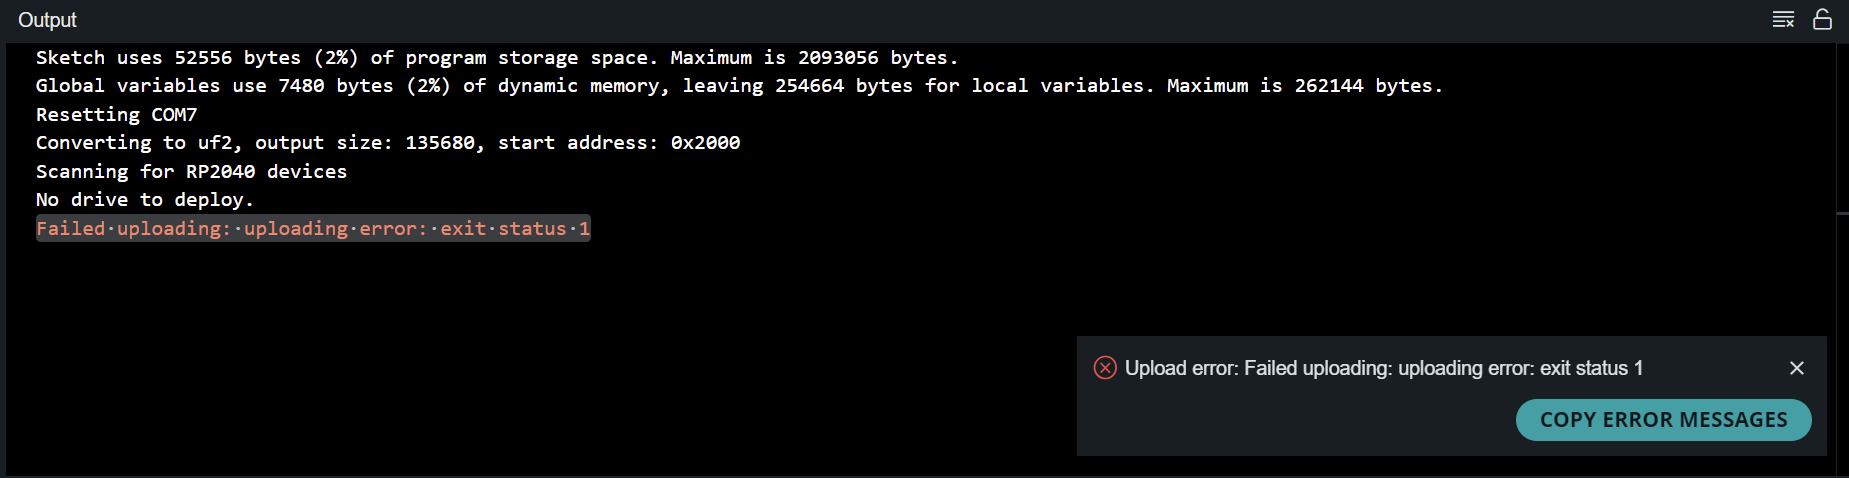 Output
Sketch uses 52556 bytes (2%) of program storage space. Maximum is 2093056 bytes.
Global variables use 7480 bytes (2%) of dynamic memory, leaving 254664 bytes for local variables. Maximum is 262144 bytes.
Resetting COM7
Converting to uf2, output size: 135680, start address: 0x2000
Scanning for RP2040 devices
No drive to deploy.
Failed uploading: uploading error: exit status 1
Upload error: Failed uploading: uploading error: exit status 1
COPY ERROR MESSAGES